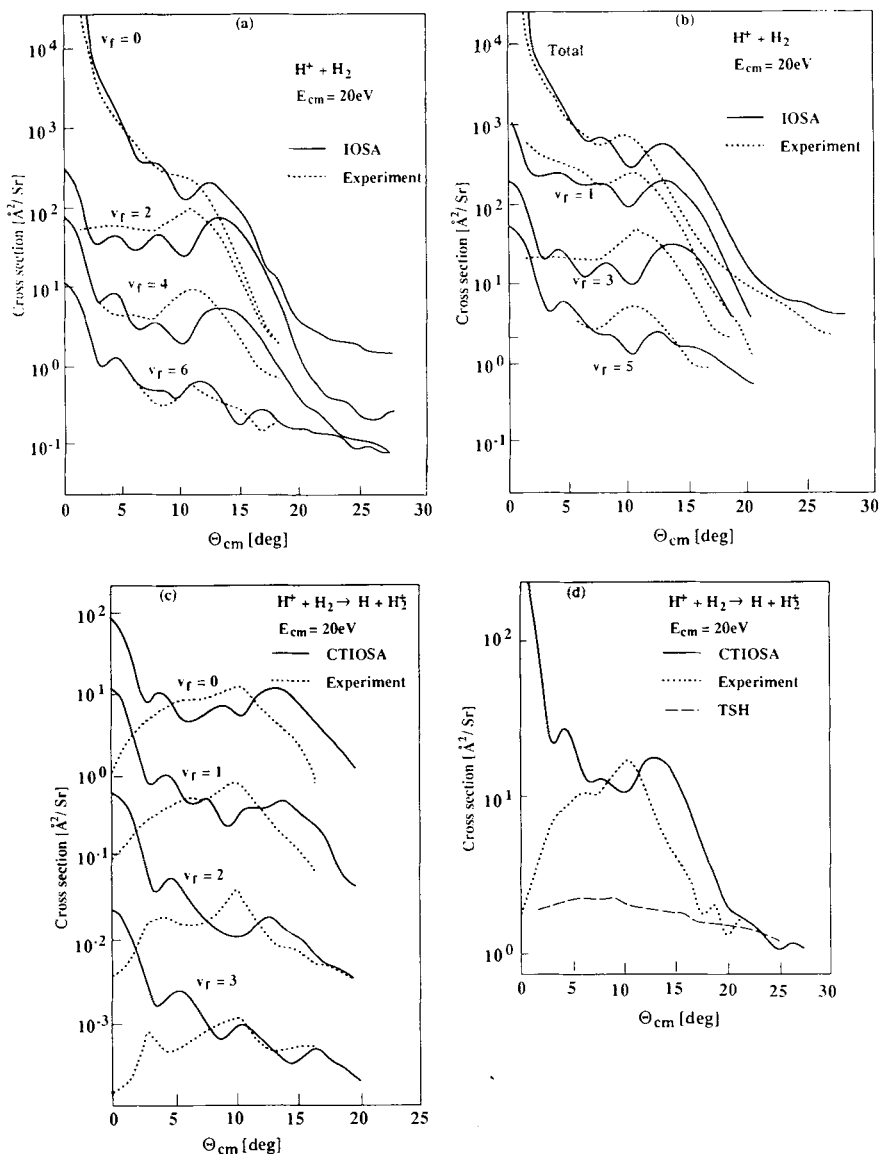 (a)
H⁺ + H₂
E_cm = 20eV
IOSA
Experiment
v_f = 0
v_f = 2
v_f = 4
v_f = 6
10⁴
10³
10²
10¹
10⁰
10⁻¹
Cross section [Å²/Sr]
0 5 10 15 20 25 30
Θ_cm [deg]
(b)
Total
H⁺ + H₂
E_cm = 20eV
IOSA
Experiment
v_f = 1
v_f = 3
v_f = 5
10⁴
10³
10²
10¹
10⁰
10⁻¹
Cross section [Å²/Sr]
0 5 10 15 20 25 30
Θ_cm [deg]
(c)
H⁺ + H₂ → H + H₂⁺
E_cm = 20eV
CTIOSA
Experiment
v_f = 0
v_f = 1
v_f = 2
v_f = 3
10²
10¹
10⁰
10⁻¹
10⁻²
10⁻³
Cross section [Å²/Sr]
0 5 10 15 20 25
Θ_cm [deg]
(d)
H⁺ + H₂ → H + H₂⁺
E_cm = 20eV
CTIOSA
Experiment
TSH
10²
10¹
10⁰
Cross section [Å²/Sr]
0 5 10 15 20 25 30
Θ_cm [deg]